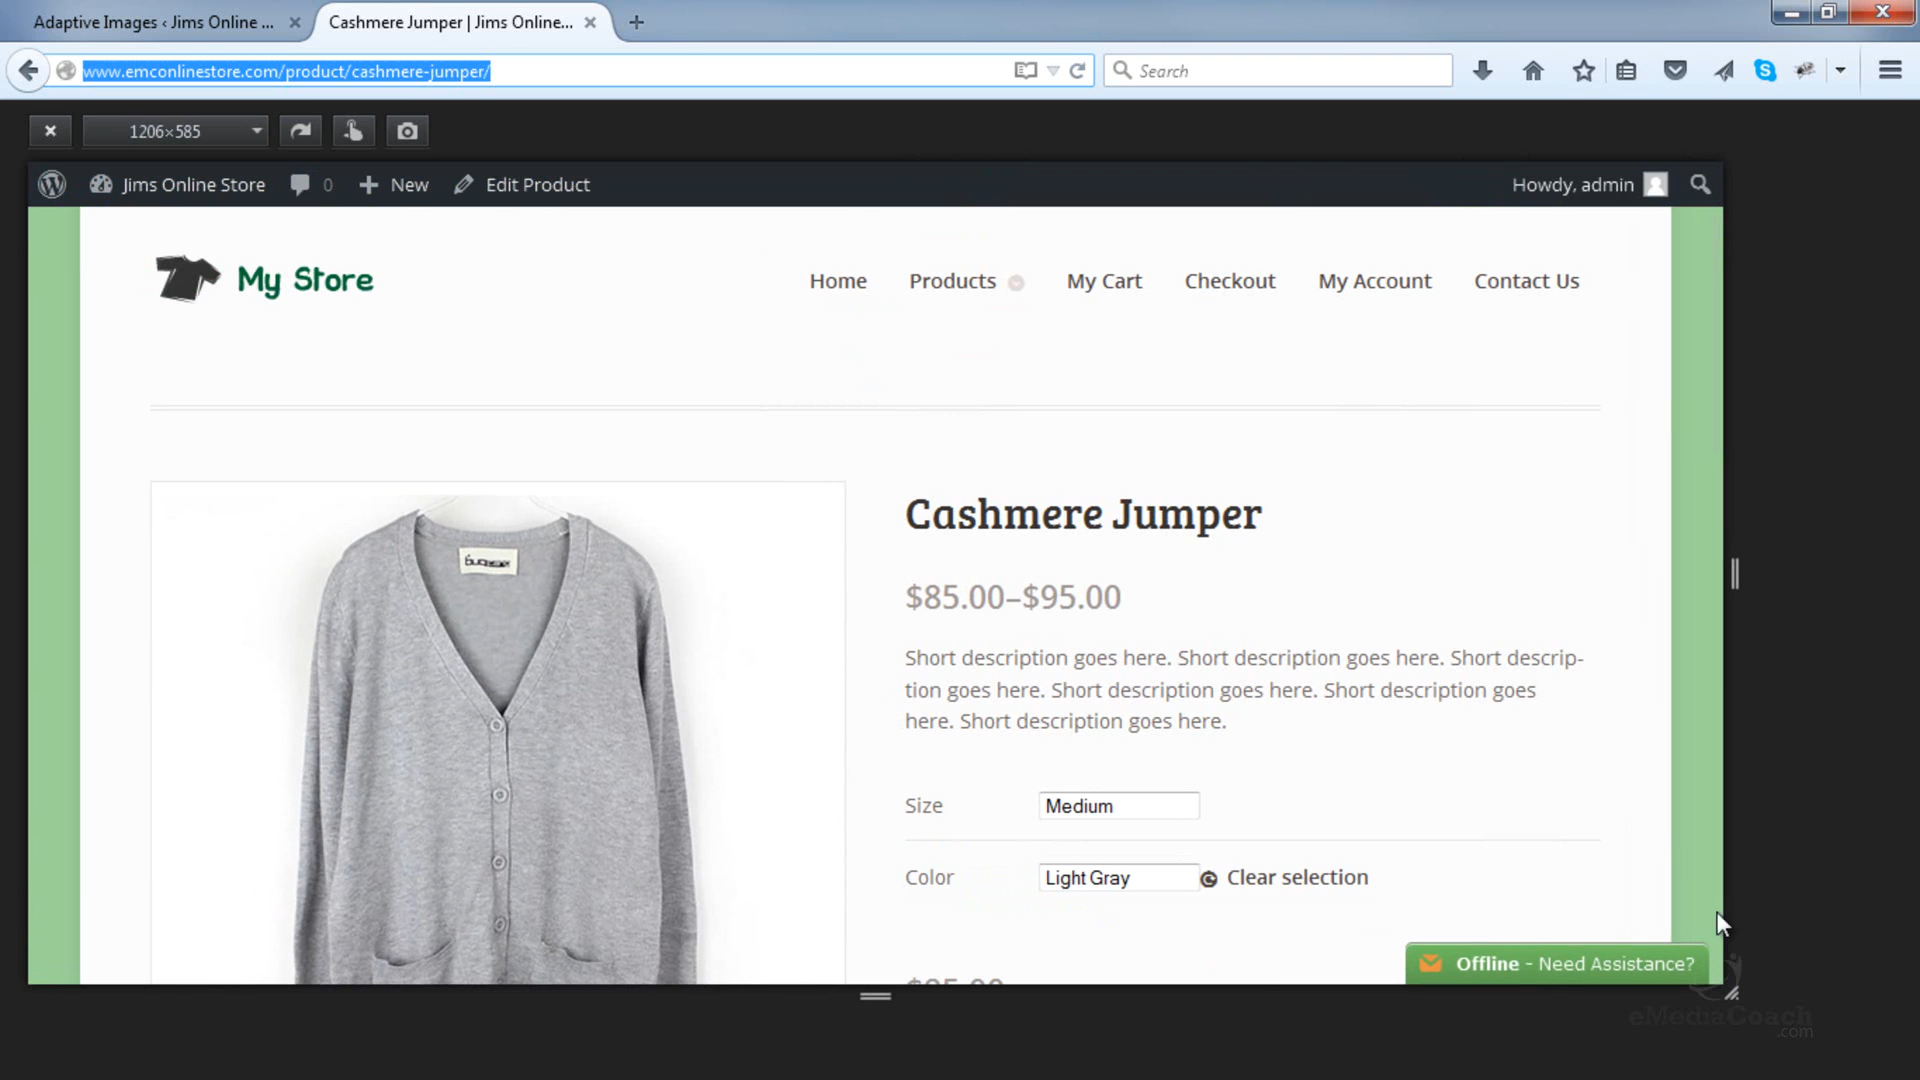 Adaptive Images ‹ Jims Online ...
Cashmere Jumper | Jims Online...
www.emconlinestore.com/product/cashmere-jumper/
Search
1206×585
Jims Online Store
0
New
Edit Product
Howdy, admin
My Store
Home
Products
My Cart
Checkout
My Account
Contact Us
Cashmere Jumper
$85.00–$95.00
Short description goes here. Short description goes here. Short descrip-
tion goes here. Short description goes here. Short description goes
here. Short description goes here.
Size
Medium
Color
Light Gray
Clear selection
Offline - Need Assistance?
eMediaCoach
.com